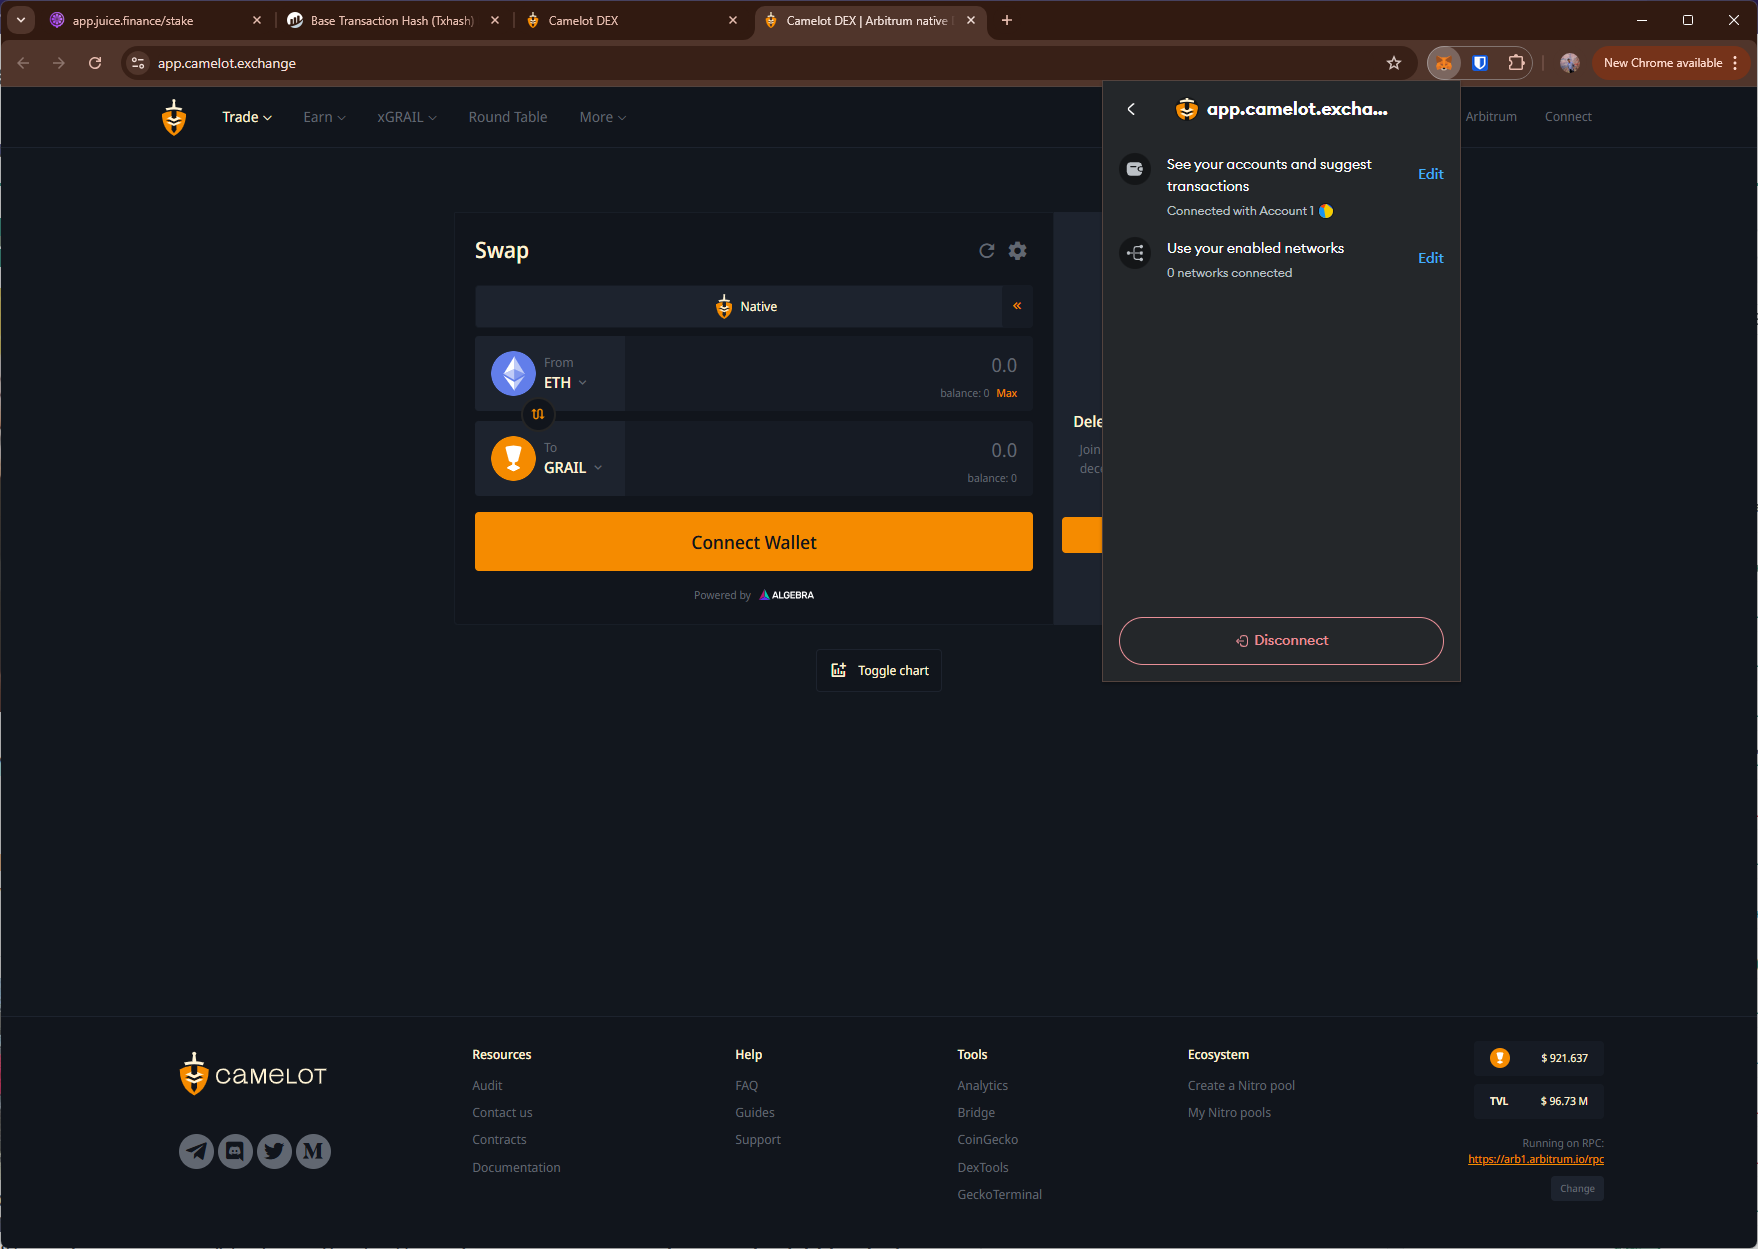 app.juice.finance/stake
Base Transaction Hash (Txhash)
Camelot DEX
Camelot DEX | Arbitrum native
app.camelot.exchange
New Chrome available
Trade
Earn
xGRAIL
Round Table
More
Arbitrum
Connect
app.camelot.excha...
See your accounts and suggest
transactions
Edit
Connected with Account 1
Use your enabled networks
Edit
0 networks connected
Disconnect
Swap
Native
«
From
ETH
0.0
balance: 0 Max
To
GRAIL
0.0
balance: 0
Connect Wallet
Powered by ALGEBRA
Dele
Join
deco
Toggle chart
CAMELOT
Resources
Audit
Contact us
Contracts
Documentation
Help
FAQ
Guides
Support
Tools
Analytics
Bridge
CoinGecko
DexTools
GeckoTerminal
Ecosystem
Create a Nitro pool
My Nitro pools
$ 921.637
TVL $ 96.73 M
Running on RPC:
https://arb1.arbitrum.io/rpc
Change